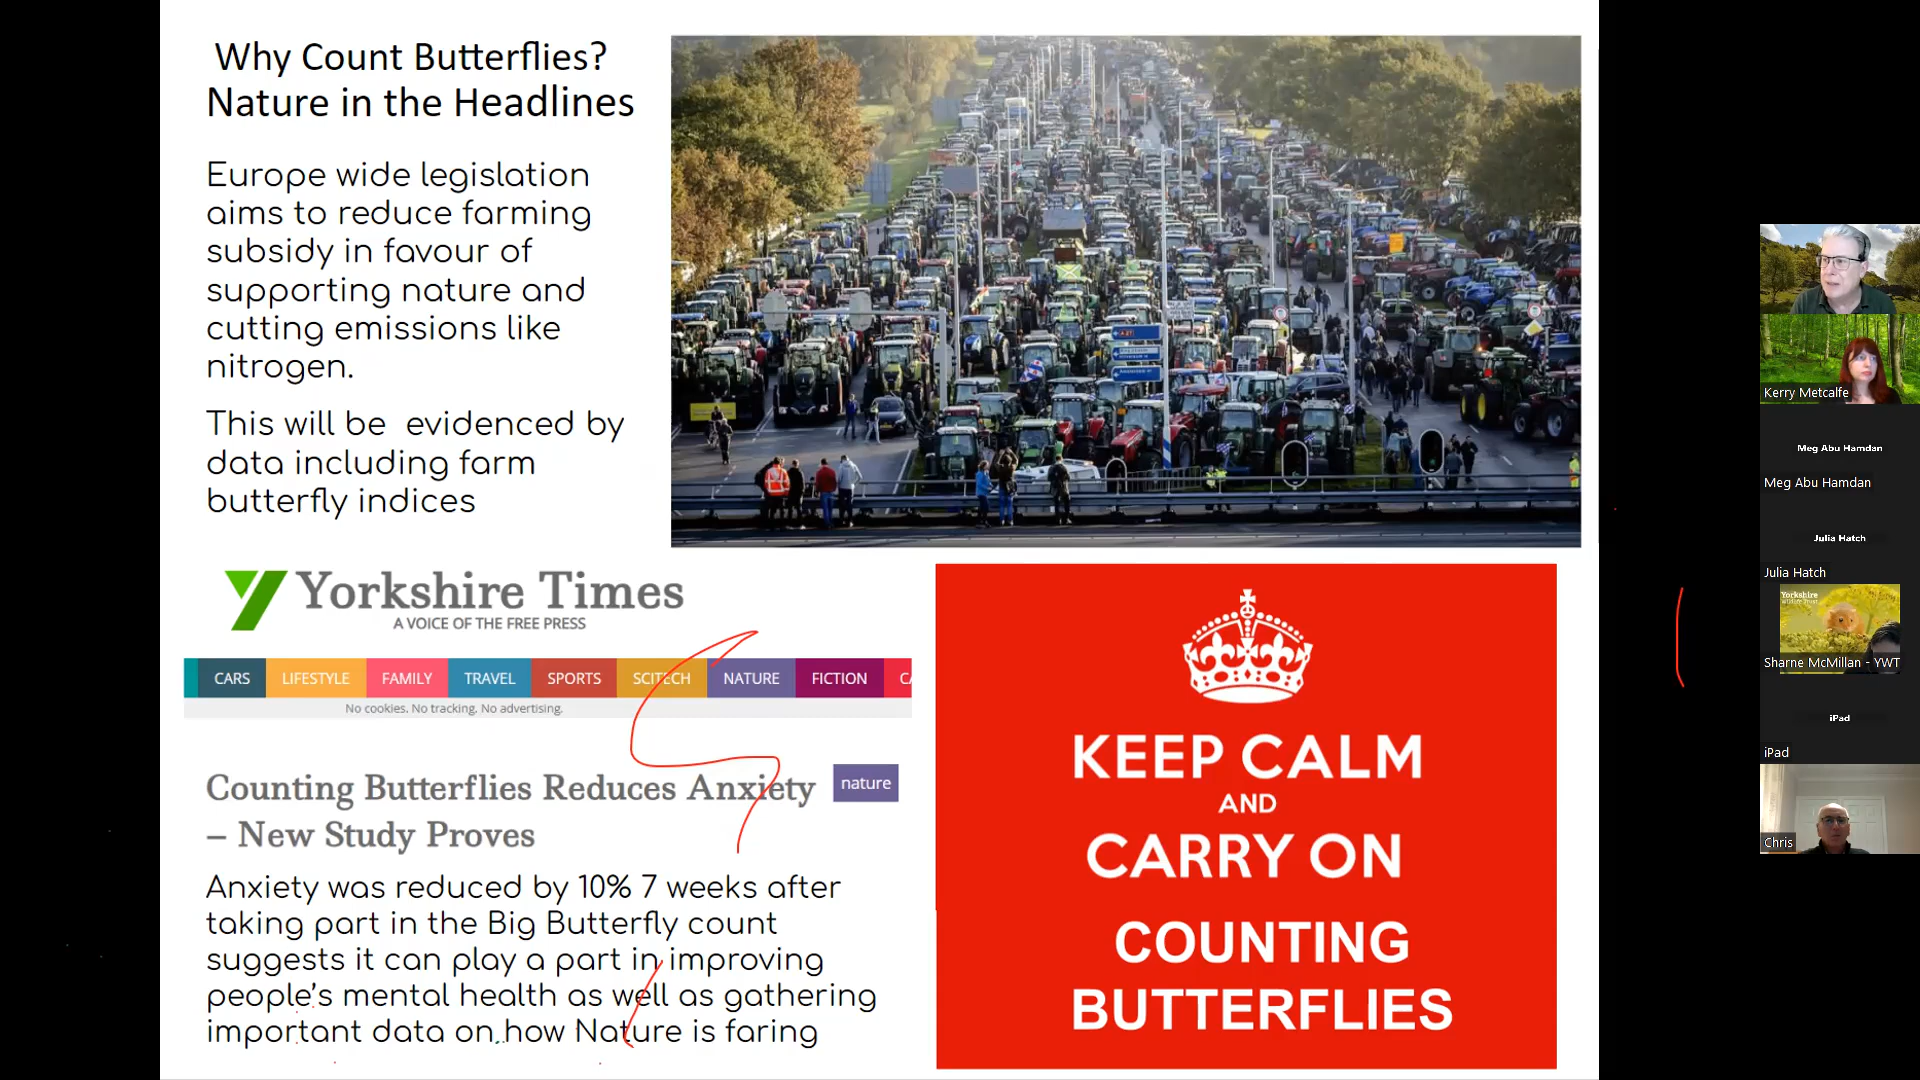 Why Count Butterflies?
Nature in the Headlines
Europe wide legislation
aims to reduce farming
subsidy in favour of
supporting nature and
cutting emissions like
nitrogen.
This will be evidenced by
data including farm
butterfly indices
Yorkshire Times
A VOICE OF THE FREE PRESS
CARS LIFESTYLE FAMILY TRAVEL SPORTS SCITECH NATURE FICTION CA
No cookies. No tracking. No advertising.
Counting Butterflies Reduces Anxiety
– New Study Proves
nature
Anxiety was reduced by 10% 7 weeks after
taking part in the Big Butterfly count
suggests it can play a part in improving
people's mental health as well as gathering
important data on how Nature is faring
KEEP CALM
AND
CARRY ON
COUNTING
BUTTERFLIES
Kerry Metcalfe
Meg Abu Hamdan
Meg Abu Hamdan
Julia Hatch
Julia Hatch
Yorkshire
Wildlife Trust
Sharne McMillan - YWT
iPad
iPad
Chris